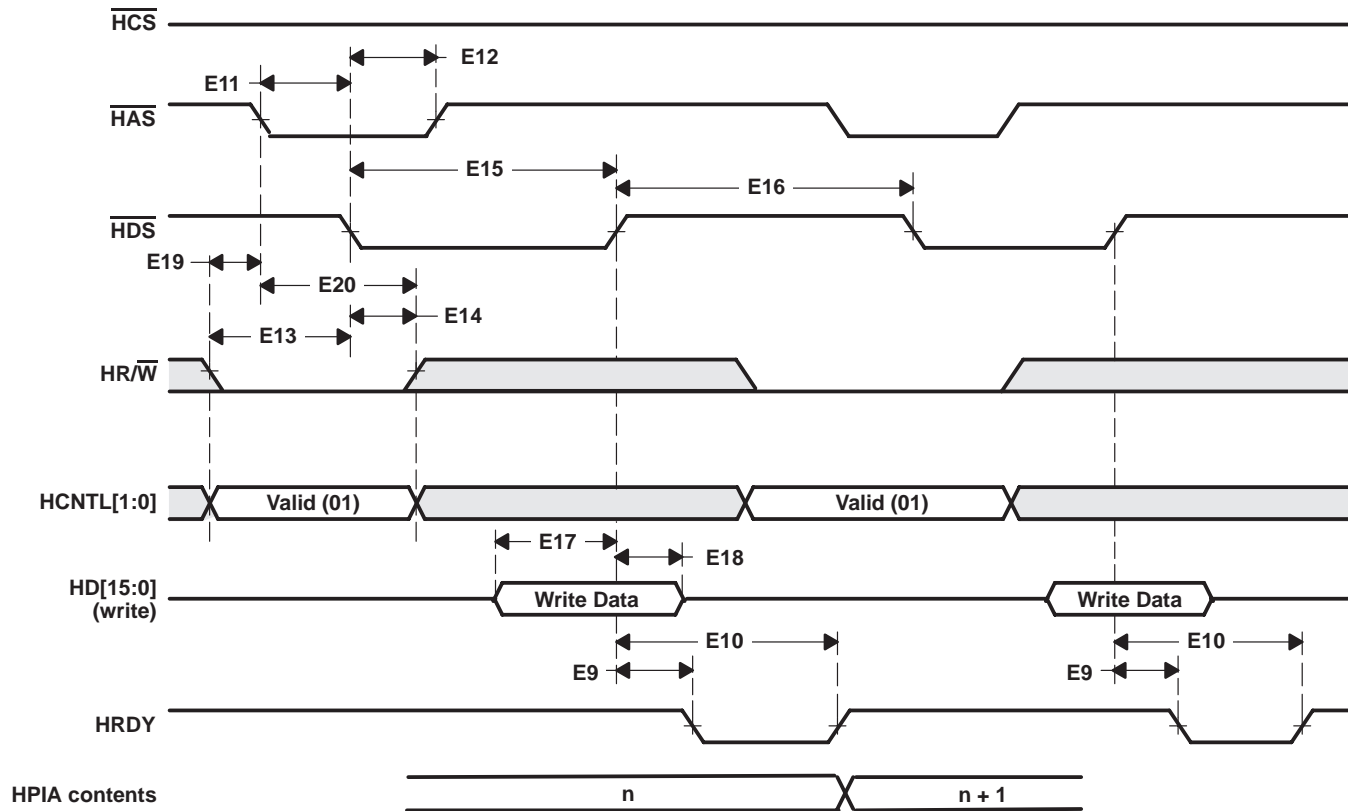 HCS
E12
E11
HAS
E15
E16
HDS
E19
E20
E14
E13
HR/W
HCNTL[1:0]
Valid (01)
Valid (01)
E17
E18
HD[15:0]
(write)
Write Data
Write Data
E10
E10
E9
E9
HRDY
HPIA contents
n
n + 1